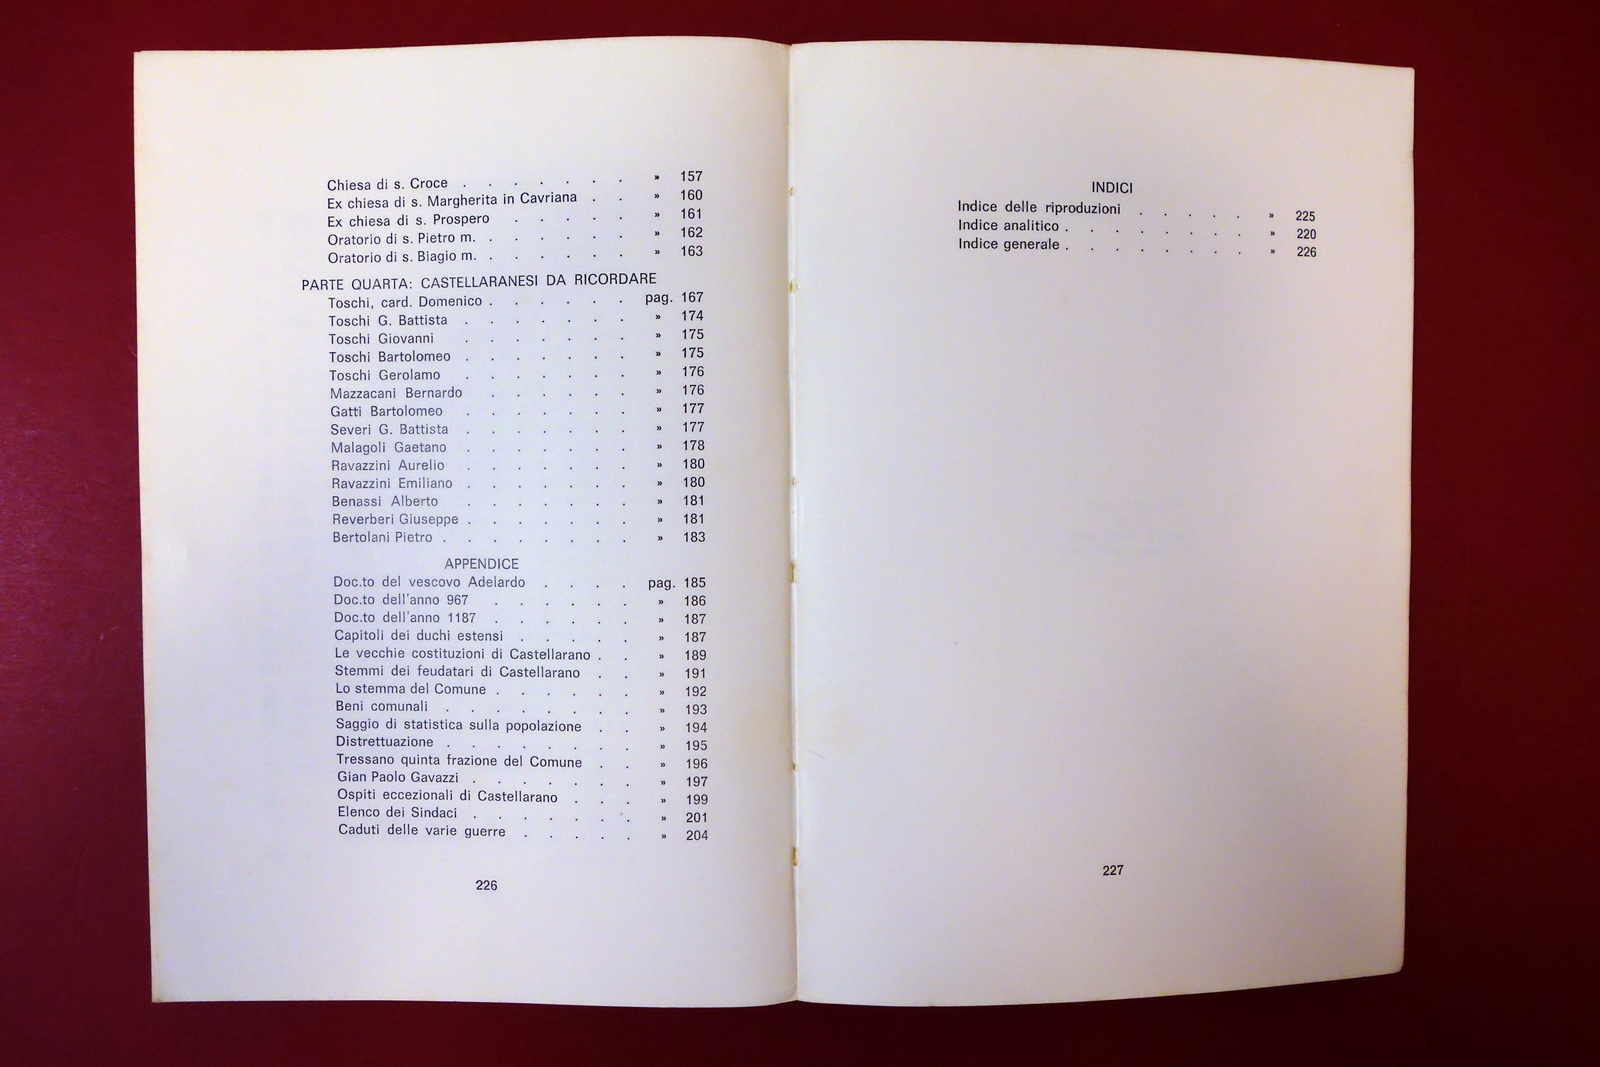 Chiesa di s. Croce . . . . . . . » 157
Ex chiesa di s. Margherita in Cavriana . . » 160
Ex chiesa di s. Prospero . . . . . » 161
Oratorio di s. Pietro m. . . . . . . » 162
Oratorio di s. Biagio m. . . . . . . » 163
PARTE QUARTA: CASTELLARANESI DA RICORDARE
Toschi, card. Domenico . . . . . . pag. 167
Toschi G. Battista . . . . . . . » 174
Toschi Giovanni . . . . . . . » 175
Toschi Bartolomeo . . . . . . . » 175
Toschi Gerolamo . . . . . . . » 176
Mazzacani Bernardo . . . . . . » 176
Gatti Bartolomeo . . . . . . . » 177
Severi G. Battista . . . . . . . » 177
Malagoli Gaetano . . . . . . . » 178
Ravazzini Aurelio . . . . . . . » 180
Ravazzini Emiliano . . . . . . . » 180
Benassi Alberto . . . . . . . » 181
Reverberi Giuseppe . . . . . . . » 181
Bertolani Pietro . . . . . . . . » 183
APPENDICE
Doc.to del vescovo Adelardo . . . . pag. 185
Doc.to dell'anno 967 . . . . . . » 186
Doc.to dell'anno 1187 . . . . . . » 187
Capitoli dei duchi estensi . . . . . » 187
Le vecchie costituzioni di Castellarano . . » 189
Stemmi dei feudatari di Castellarano . . » 191
Lo stemma del Comune . . . . . . » 192
Beni comunali . . . . . . . . » 193
Saggio di statistica sulla popolazione . . » 194
Distrettuazione . . . . . . . . » 195
Tressano quinta frazione del Comune . . » 196
Gian Paolo Gavazzi . . . . . . . » 197
Ospiti eccezionali di Castellarano . . . » 199
Elenco dei Sindaci . . . . . . . » 201
Caduti delle varie guerre . . . . . » 204
226
INDICI
Indice delle riproduzioni . . . . . » 225
Indice analitico . . . . . . . . » 220
Indice generale . . . . . . . . » 226
227